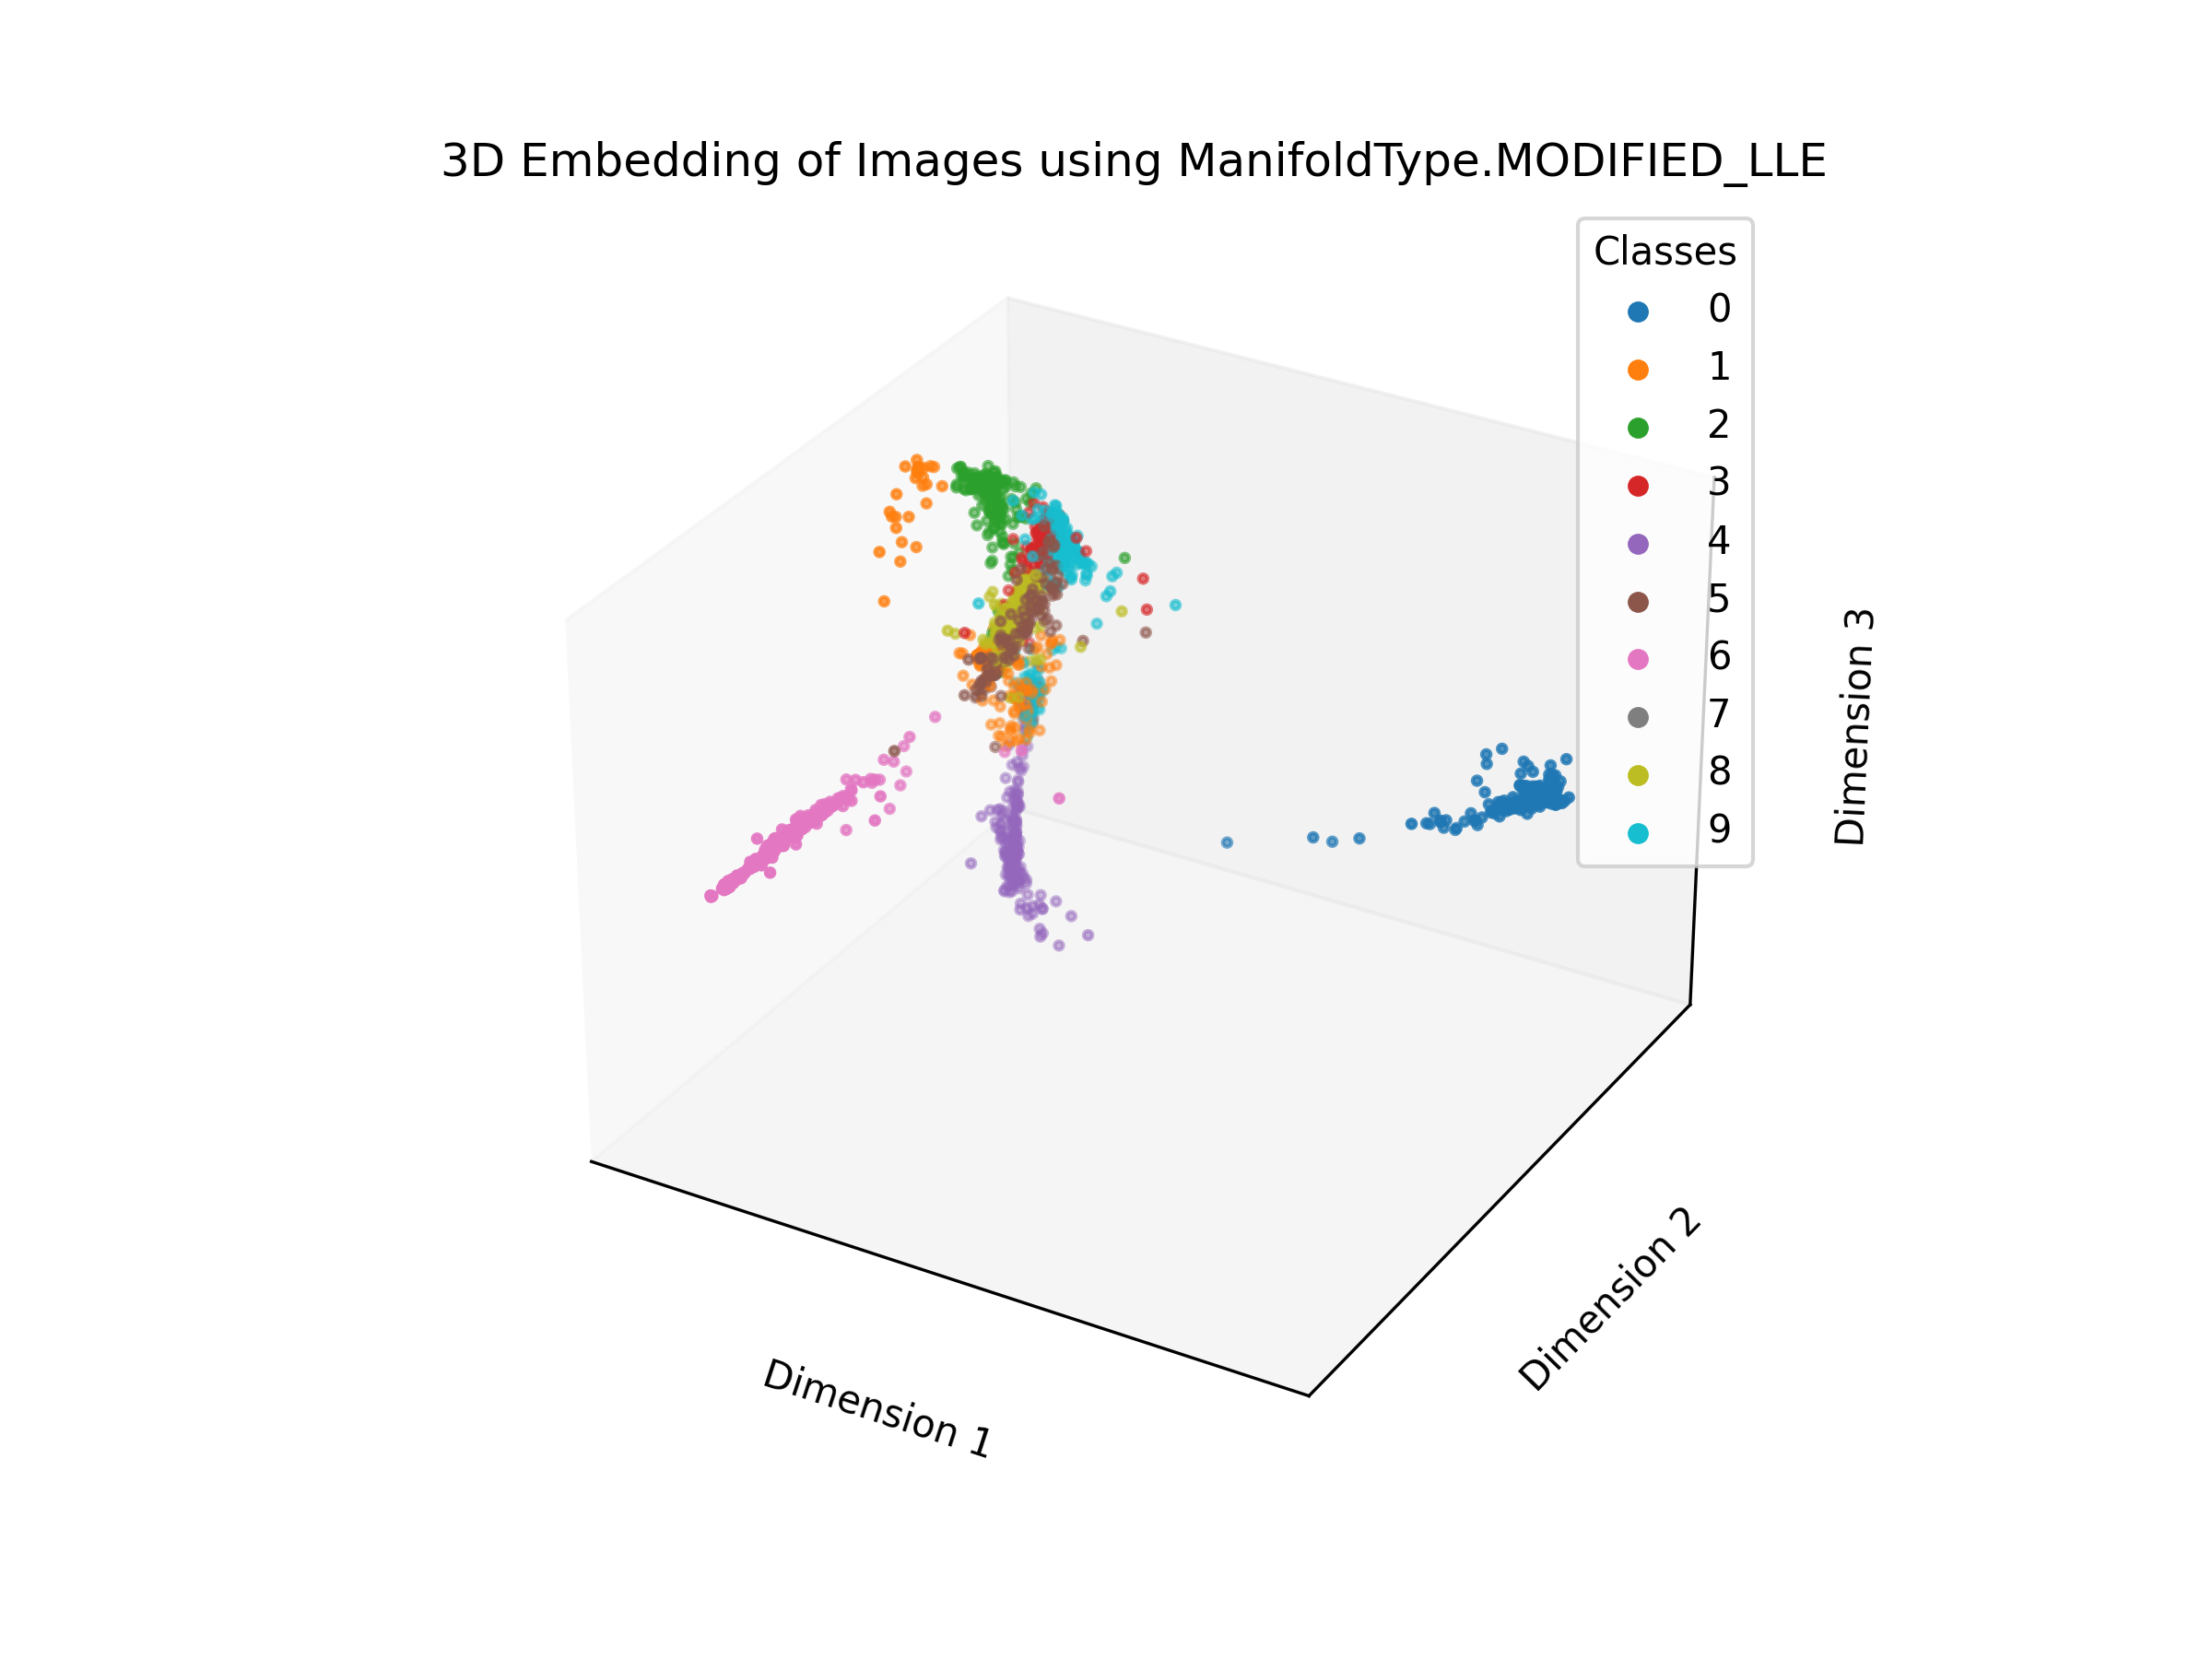 3D Embedding of Images using ManifoldType.MODIFIED_LLE
Classes
0
1
2
3
4
5
6
7
8
9
Dimension 3
Dimension 2
Dimension 1